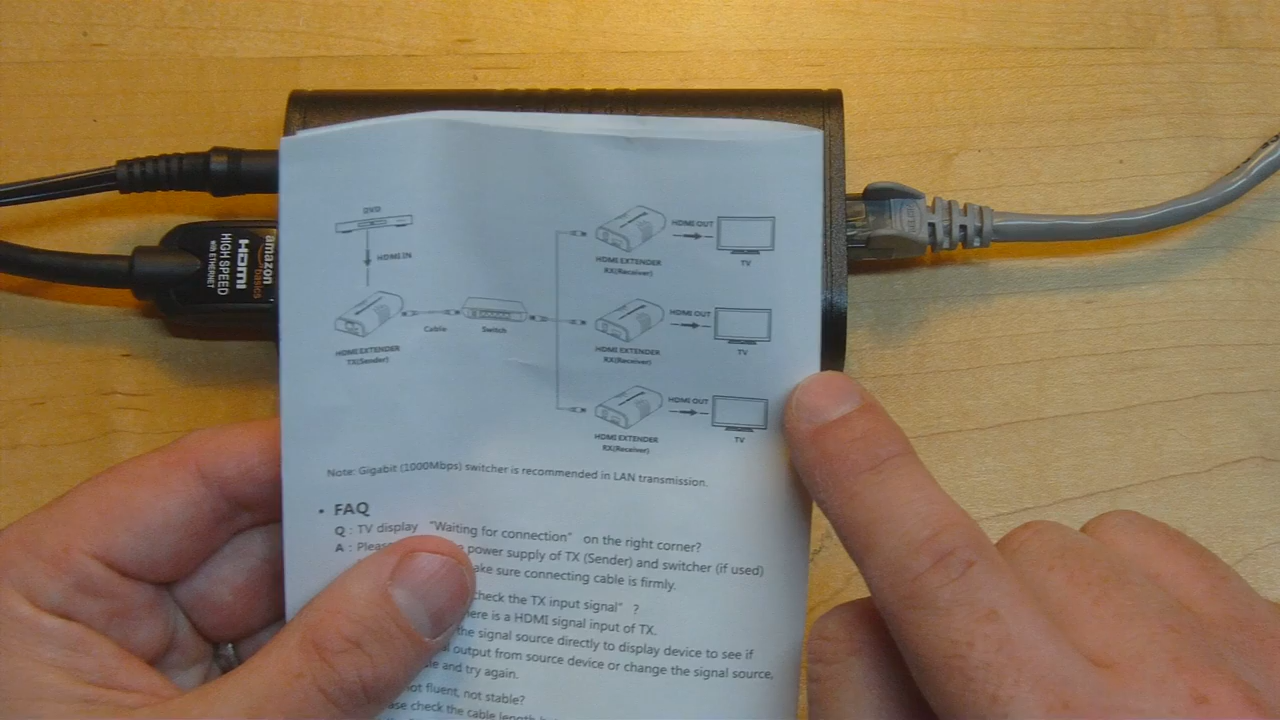 amazon
basics
HDMI
HIGH SPEED
with ETHERNET
DVD
HDMI IN
HDMI EXTENDER
TX(Sender)
Cable
Switch
HDMI EXTENDER
RX(Receiver)
HDMI OUT
TV
HDMI EXTENDER
RX(Receiver)
HDMI OUT
TV
HDMI EXTENDER
RX(Receiver)
HDMI OUT
TV
Note: Gigabit (1000Mbps) switcher is recommended in LAN transmission.
• FAQ
Q : TV display “Waiting for connection” on the right corner?
A : power supply of TX (Sender) and switcher (if used)
sure connecting cable is firmly.
check the TX input signal” ?
is a HDMI signal input of TX.
the signal source directly to display device to see if
output from source device or change the signal source,
and try again.
not fluent, not stable?
check the cable length